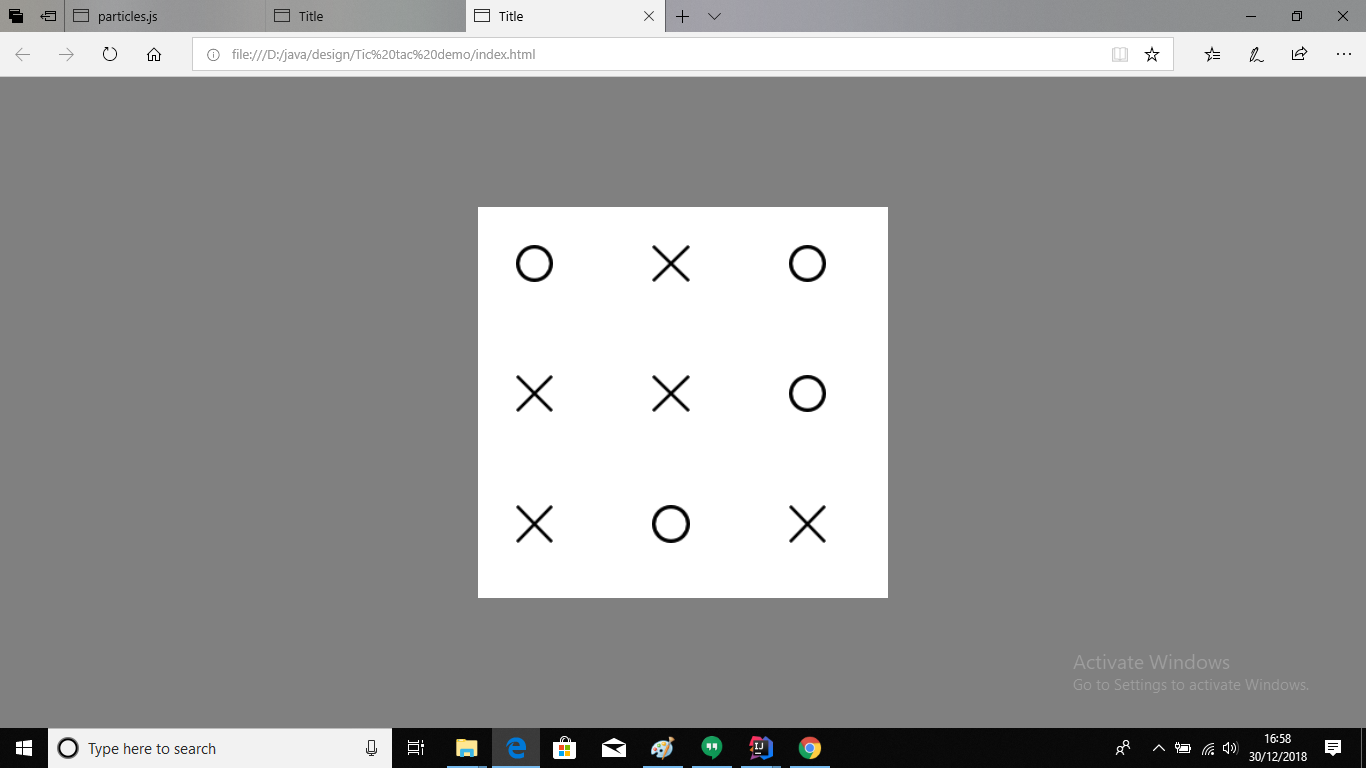 particles.js
Title
Title
file:///D:/java/design/Tic%20tac%20demo/index.html
O X O
X X O
X O X
Activate Windows
Go to Settings to activate Windows.
Type here to search
IJ
16:58
30/12/2018